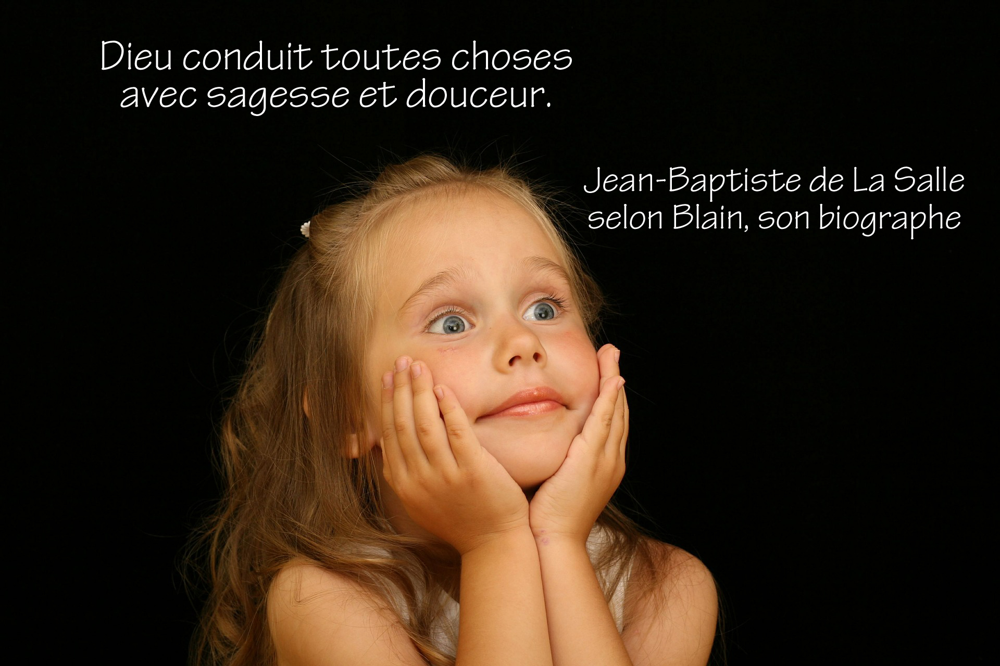 Dieu conduit toutes choses
avec sagesse et douceur.
Jean-Baptiste de La Salle
selon Blain, son biographe